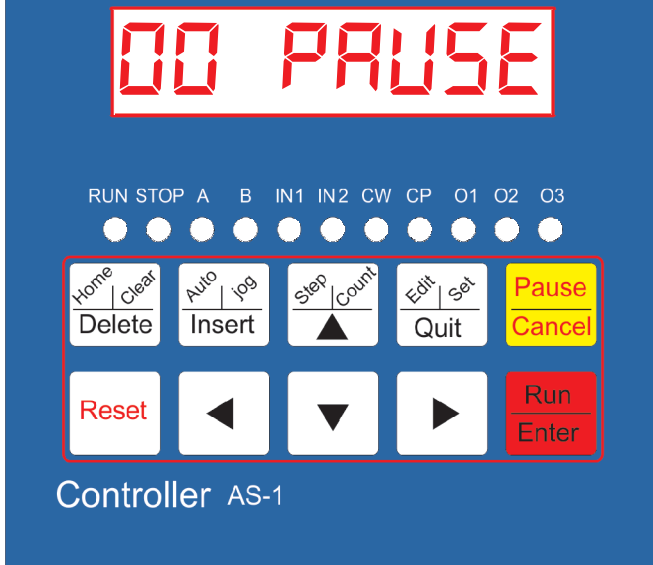 00 PAUSE
RUN STOP A B IN1 IN2 CW CP O1 O2 O3
Home Clear Auto jog Step Count Edit Set Pause
Delete Insert Quit Cancel
Reset Run
Enter
Controller AS-1